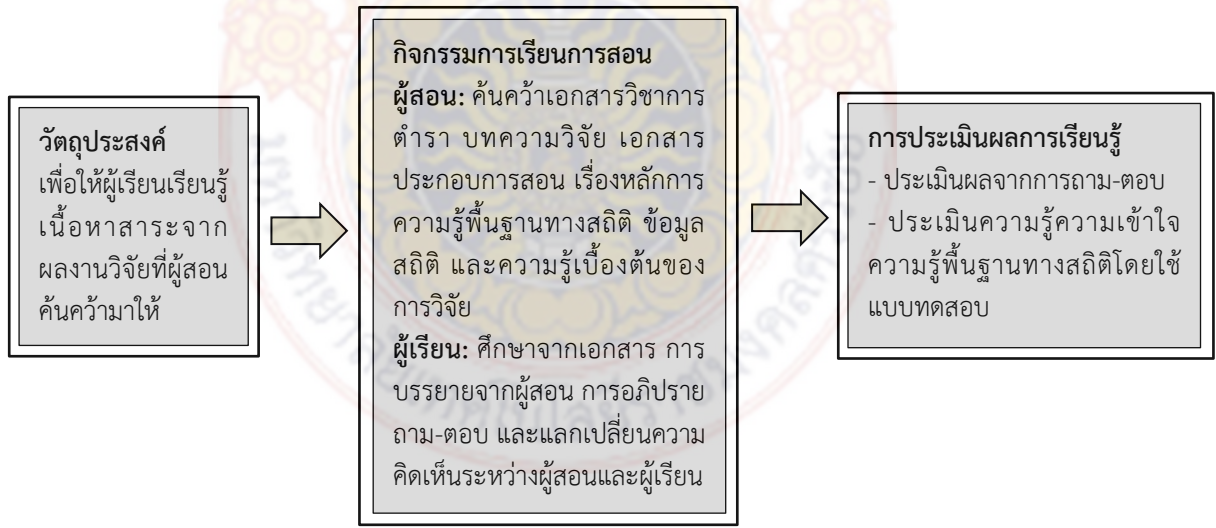 วัตถุประสงค์
เพื่อให้ผู้เรียนเรียนรู้
เนื้อหาสาระจาก
ผลงานวิจัยที่ผู้สอน
ค้นคว้ามาให้
กิจกรรมการเรียนการสอน
ผู้สอน: ค้นคว้าเอกสารวิชาการ
ตำรา บทความวิจัย เอกสาร
ประกอบการสอน เรื่องหลักการ
ความรู้พื้นฐานทางสถิติ ข้อมูล
สถิติ และความรู้เบื้องต้นของ
การวิจัย
ผู้เรียน: ศึกษาจากเอกสาร การ
บรรยายจากผู้สอน การอภิปราย
ถาม-ตอบ และแลกเปลี่ยนความ
คิดเห็นระหว่างผู้สอนและผู้เรียน
การประเมินผลการเรียนรู้
- ประเมินผลจากการถาม-ตอบ
- ประเมินความรู้ความเข้าใจ
ความรู้พื้นฐานทางสถิติโดยใช้
แบบทดสอบ